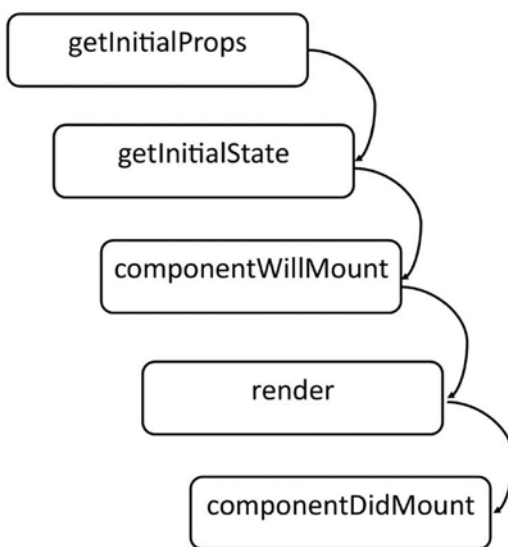 getInitialProps
getInitialState
componentWillMount
render
componentDidMount